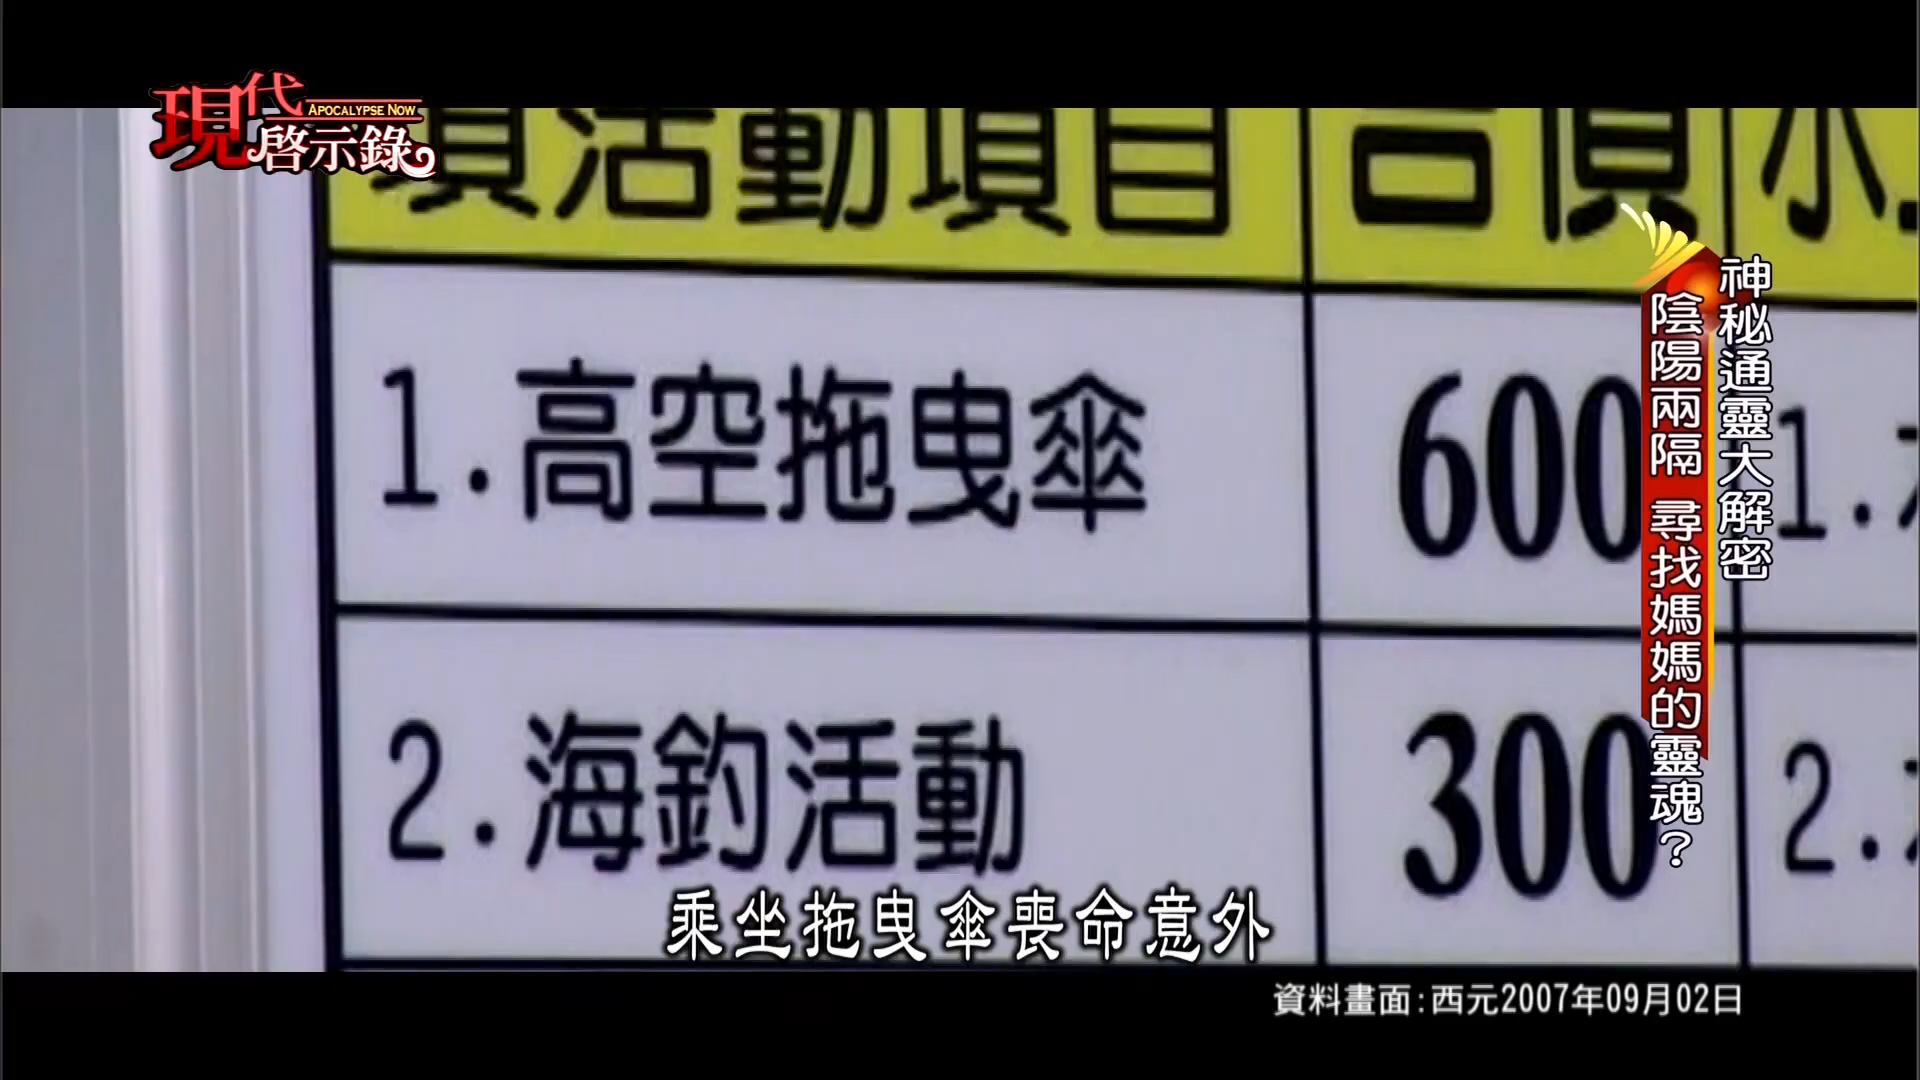 現代啓示錄
APOCALYPSE NOW
活動項目
1.高空拖曳傘 600
2.海釣活動 300
1.
2.
神秘通靈大解密
陰陽兩隔 尋找媽媽的靈魂？
乘坐拖曳傘喪命意外
資料畫面:西元2007年09月02日